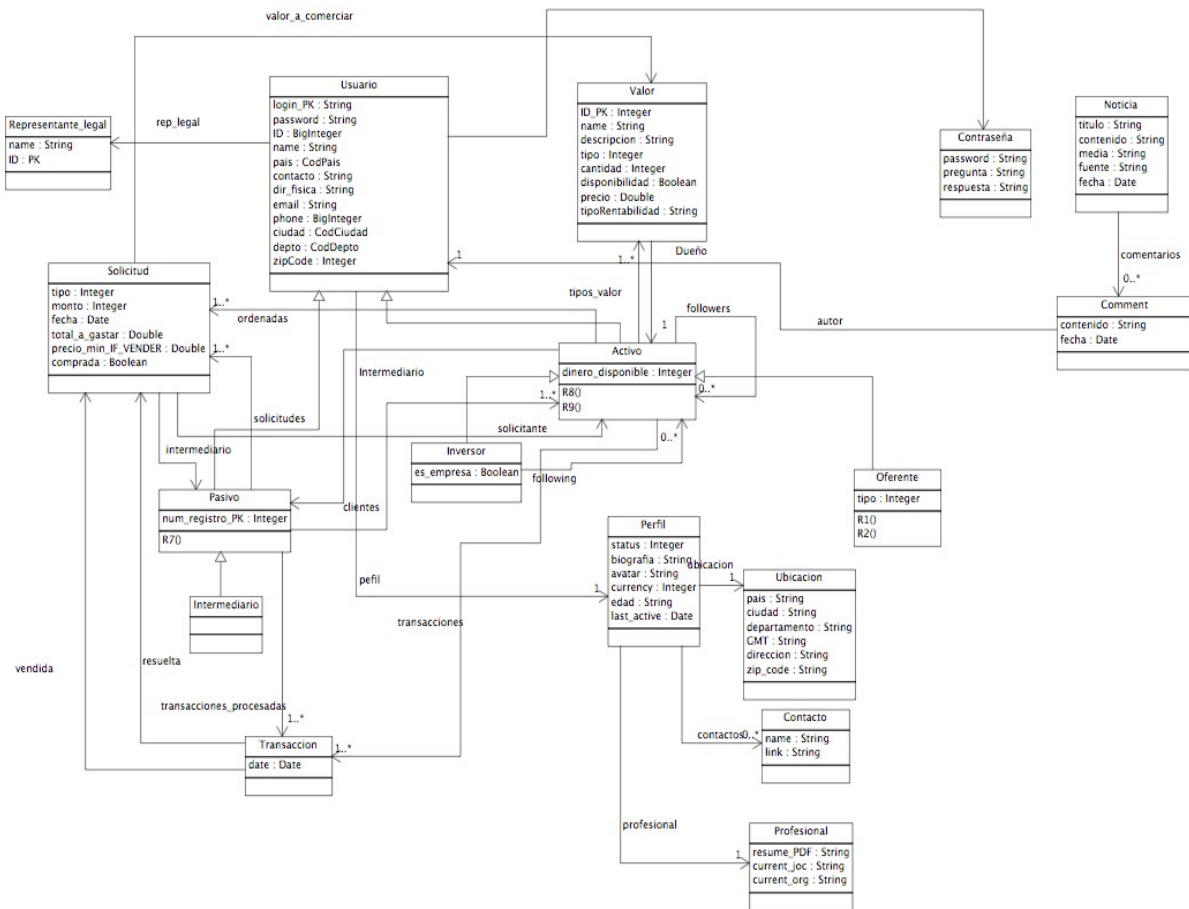 valor_a_comerciar
Usuario
login_PK : String
password : String
ID : BigInteger
name : String
pais : CodPais
contacto : String
dir_fisica : String
email : String
phone : BigInteger
ciudad : CodCiudad
depto : CodDepto
zipCode : Integer
Valor
ID_PK : Integer
name : String
descripcion : String
tipo : Integer
cantidad : Integer
disponibilidad : Boolean
precio : Double
tipoRentabilidad : String
Noticia
titulo : String
contenido : String
media : String
fuente : String
fecha : Date
Representante_legal
name : String
ID : PK
rep_legal
Contraseña
password : String
pregunta : String
respuesta : String
1
1..*
Dueño
comentarios
0..*
Solicitud
tipo : Integer
monto : Integer
fecha : Date
total_a_gastar : Double
precio_min_IF_VENDER : Double
comprada : Boolean
1..*
ordenadas
1..*
tipos_valor
1
followers
autor
Comment
contenido : String
fecha : Date
Activo
dinero_disponible : Integer
R8()
R9()
Intermediario
1..*
0..*
solicitudes
solicitante
0..*
intermediario
Inversor
es_empresa : Boolean
following
Oferente
tipo : Integer
R1()
R2()
Pasivo
num_registro_PK : Integer
R7()
clientes
Perfil
status : Integer
biografia : String
avatar : String
currency : Integer
edad : String
last_active : Date
ubicacion
1
Ubicacion
pais : String
ciudad : String
departamento : String
GMT : String
direccion : String
zip_code : String
pefil
1
Intermediario
transacciones
vendida
resuelta
transacciones_procesadas
1..*
Transaccion
date : Date
1..*
contactos
0..*
Contacto
name : String
link : String
profesional
1
Profesional
resume_PDF : String
current_joc : String
current_org : String